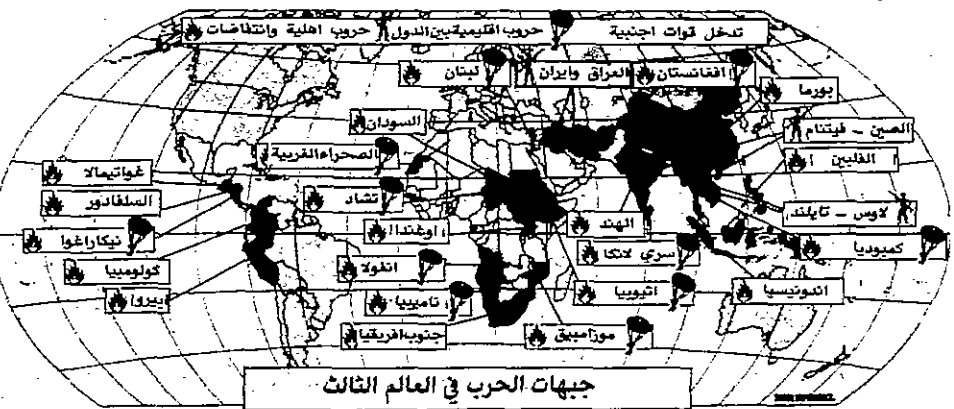 تدخل قوات اجنبية
حروب اقليمية بين الدول
حروب اهلية وانتفاضات
افغانستان
العراق وايران
لبنان
بورما
السودان
الصين - فيتنام
الصحراء الغربية
الفلبين
غواتيمالا
السلفادور
تشاد
لاوس - تايلند
نيكاراغوا
اوغندا
الهند
كمبوديا
كولومبيا
انغولا
سري لانكا
بيرو
ناميبيا
اثيوبيا
اندونيسيا
جنوب افريقيا
موزامبيق
جبهات الحرب في العالم الثالث